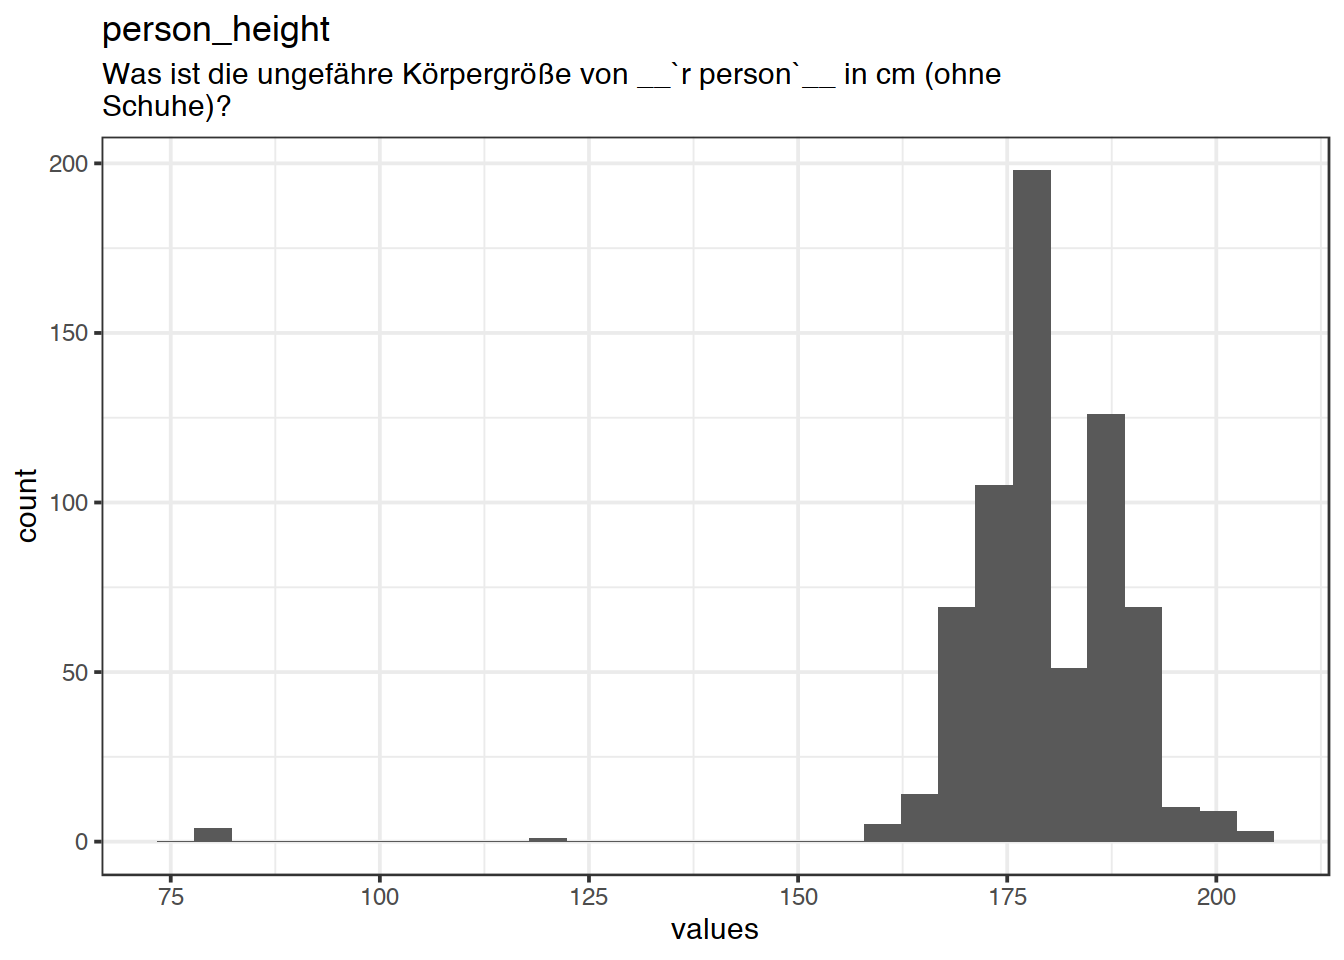 person_height
Was ist die ungefähre Körpergröße von __`r person`__ in cm (ohne
Schuhe)?
200
150
100
50
0
count
75
100
125
150
175
200
values